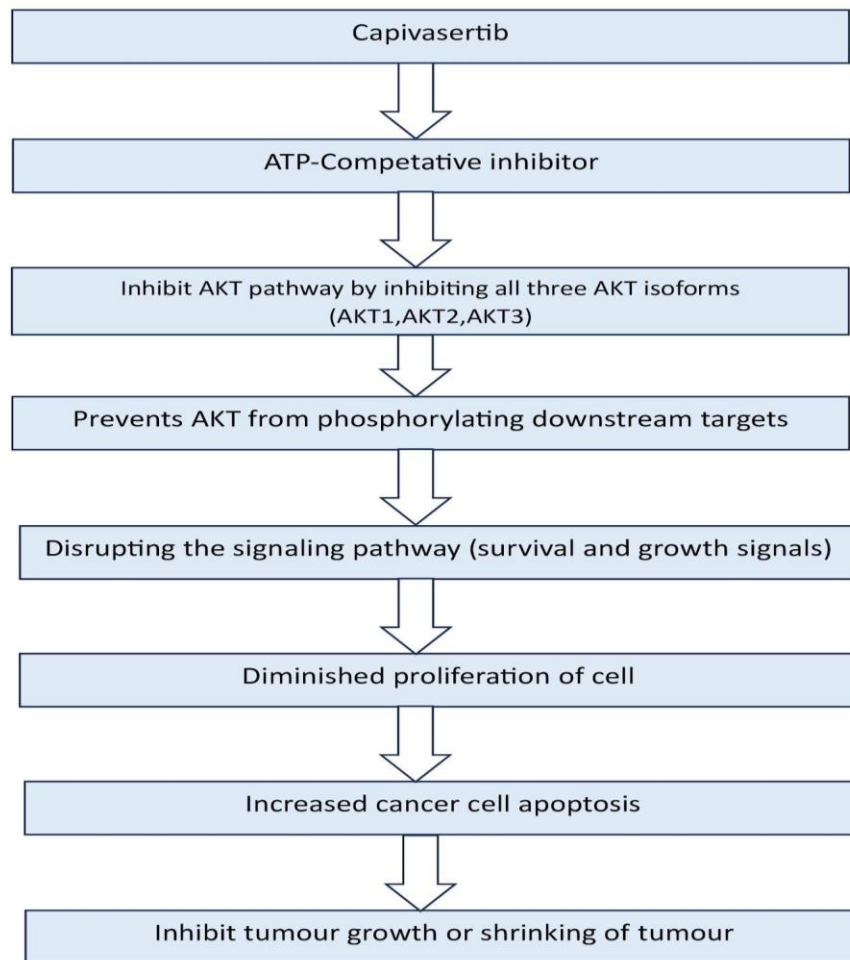 Capivasertib
ATP-Competative inhibitor
Inhibit AKT pathway by inhibiting all three AKT isoforms
(AKT1,AKT2,AKT3)
Prevents AKT from phosphorylating downstream targets
Disrupting the signaling pathway (survival and growth signals)
Diminished proliferation of cell
Increased cancer cell apoptosis
Inhibit tumour growth or shrinking of tumour